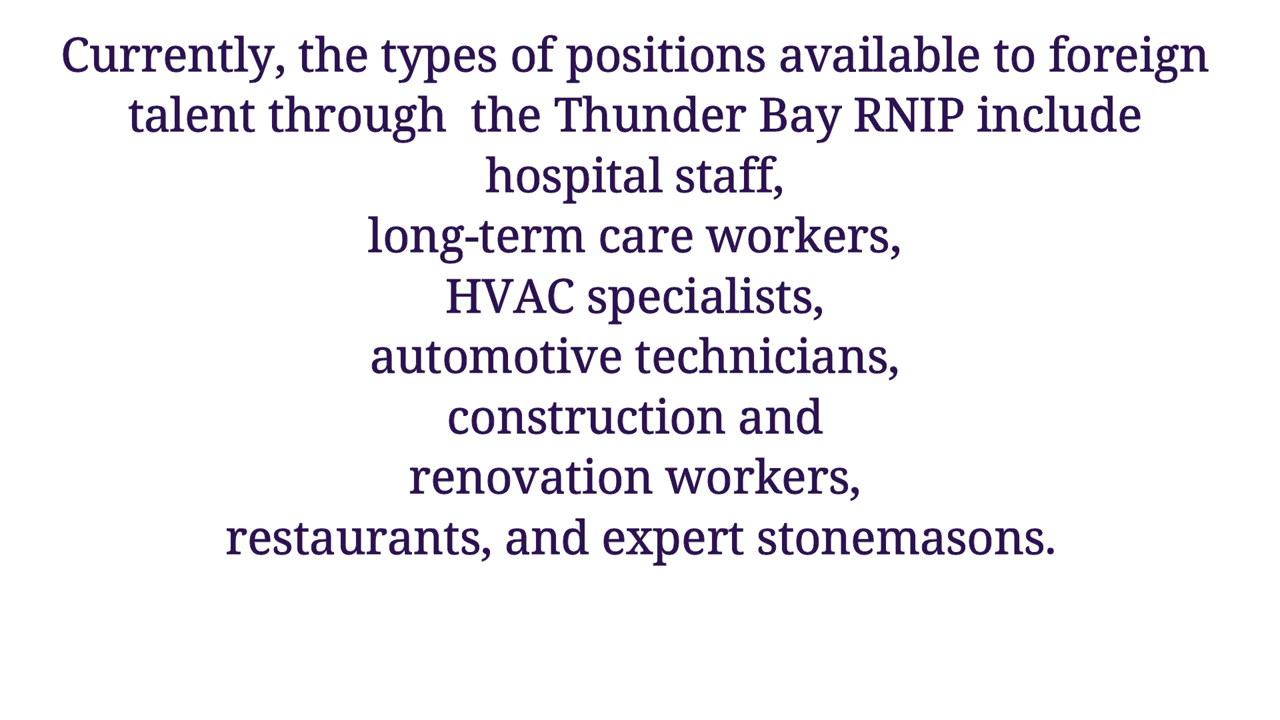 Currently, the types of positions available to foreign
talent through  the Thunder Bay RNIP include
hospital staff,
long-term care workers,
HVAC specialists,
automotive technicians,
construction and
renovation workers,
restaurants, and expert stonemasons.